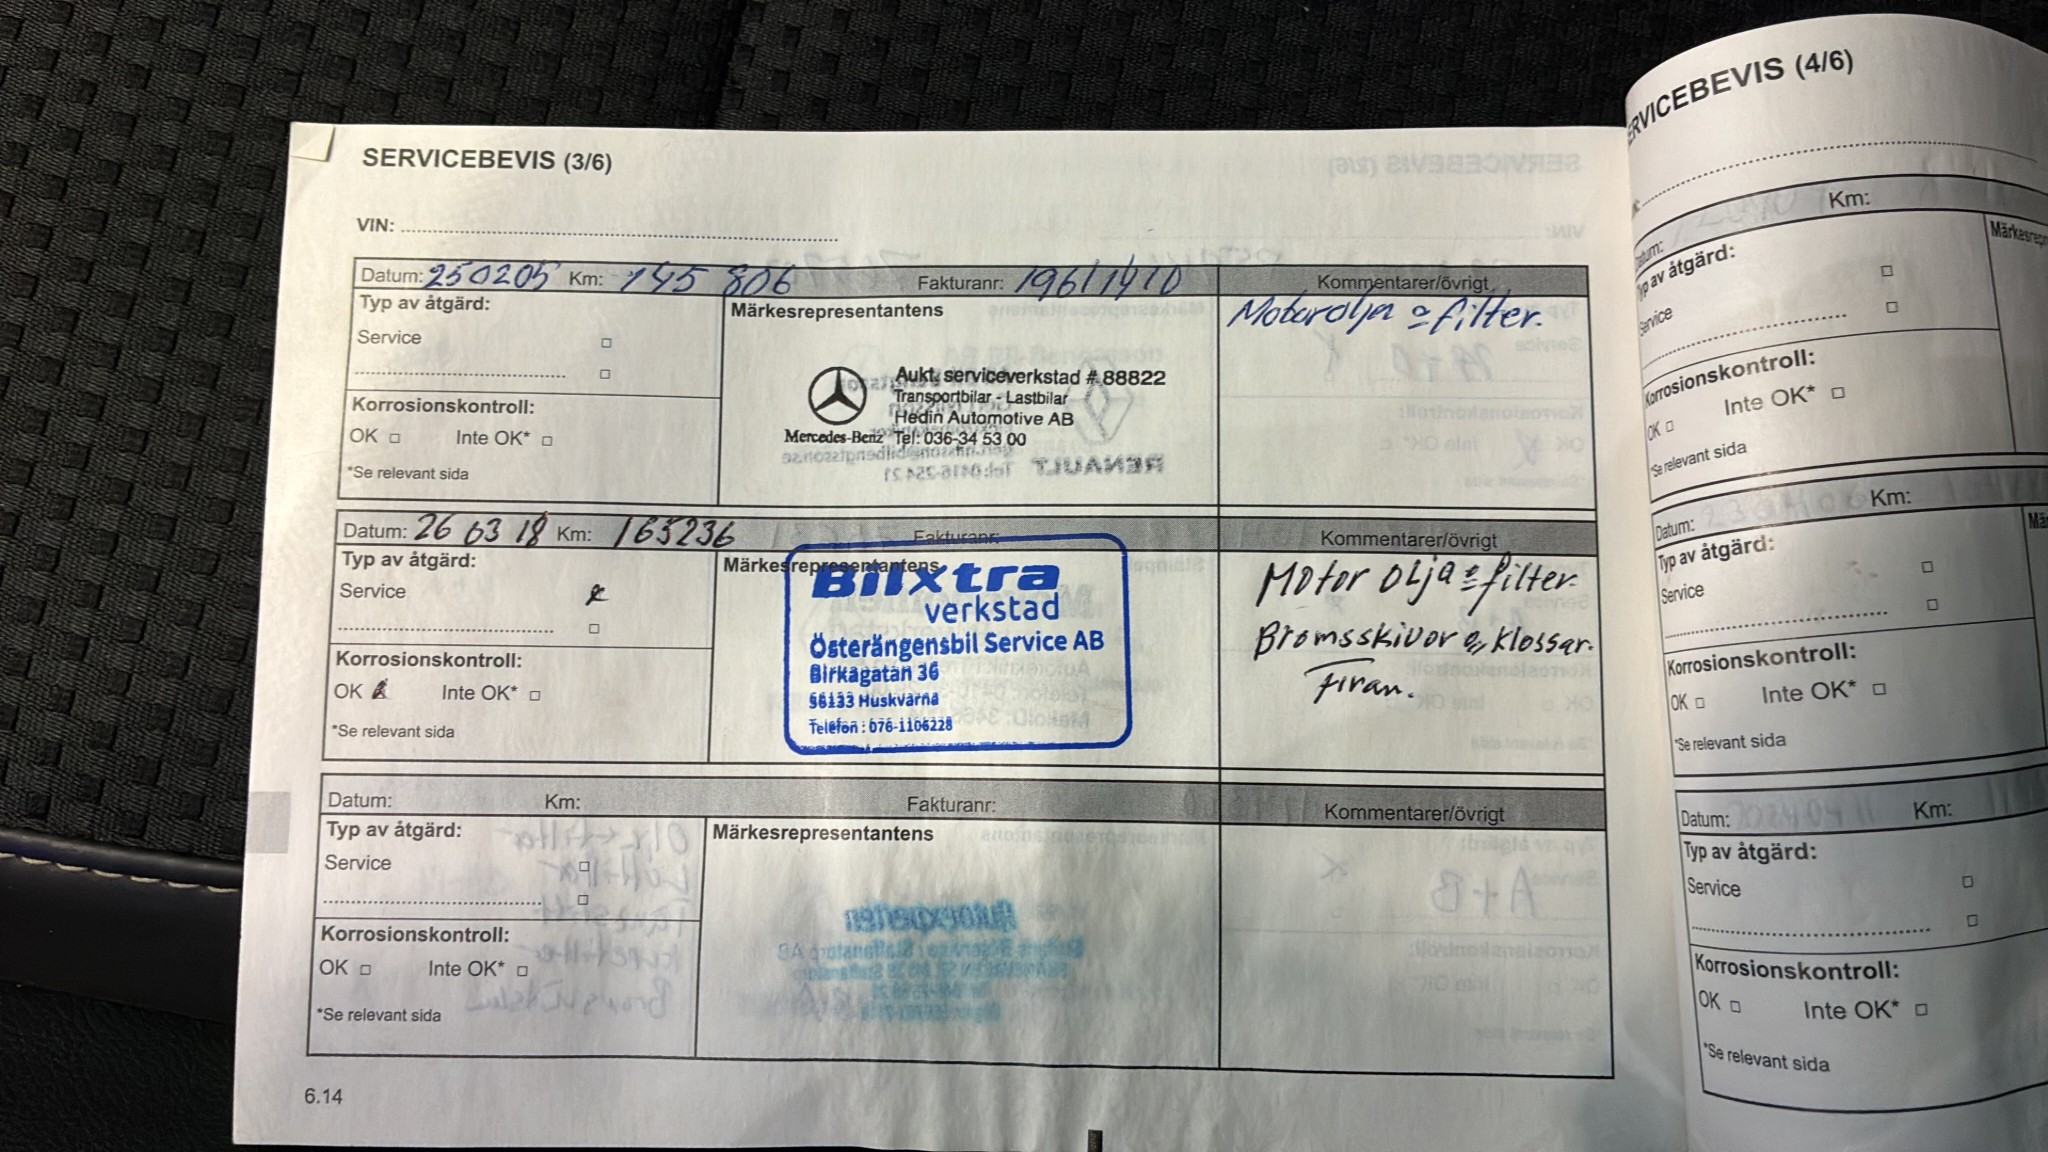 SERVICEBEVIS (3/6)
VIN:
Datum: 250205 Km: 145 806 Fakturanr: 19611410 Kommentarer/övrigt
Typ av åtgärd:
Service
Märkesrepresentantens
Motorolja o filter.
Mercedes-Benz
Aukt. serviceverkstad # 88822
Transportbilar - Lastbilar
Hedin Automotive AB
Tel: 036-34 53 00
Korrosionskontroll:
OK Inte OK*
*Se relevant sida
Datum: 26 03 18 Km: 163236 Fakturanr: Kommentarer/övrigt
Typ av åtgärd:
Service
Märkesrepresentantens
BilXtra
verkstad
Österängensbil Service AB
Birkagatan 36
56133 Huskvarna
Telefon : 076-1106228
Motor olja o filter.
Bromsskivor o klossar.
Firan.
Korrosionskontroll:
OK Inte OK*
*Se relevant sida
Datum: Km: Fakturanr: Kommentarer/övrigt
Typ av åtgärd:
Service
Märkesrepresentantens
Korrosionskontroll:
OK Inte OK*
*Se relevant sida
6.14
RVICEBEVIS (4/6)
Km:
Typ av åtgärd:
Service
Märkesrepr
Korrosionskontroll:
OK Inte OK*
*Se relevant sida
Datum: Km:
Typ av åtgärd:
Service
Mär
Korrosionskontroll:
OK Inte OK*
*Se relevant sida
Datum: Km:
Typ av åtgärd:
Service
Korrosionskontroll:
OK Inte OK*
*Se relevant sida